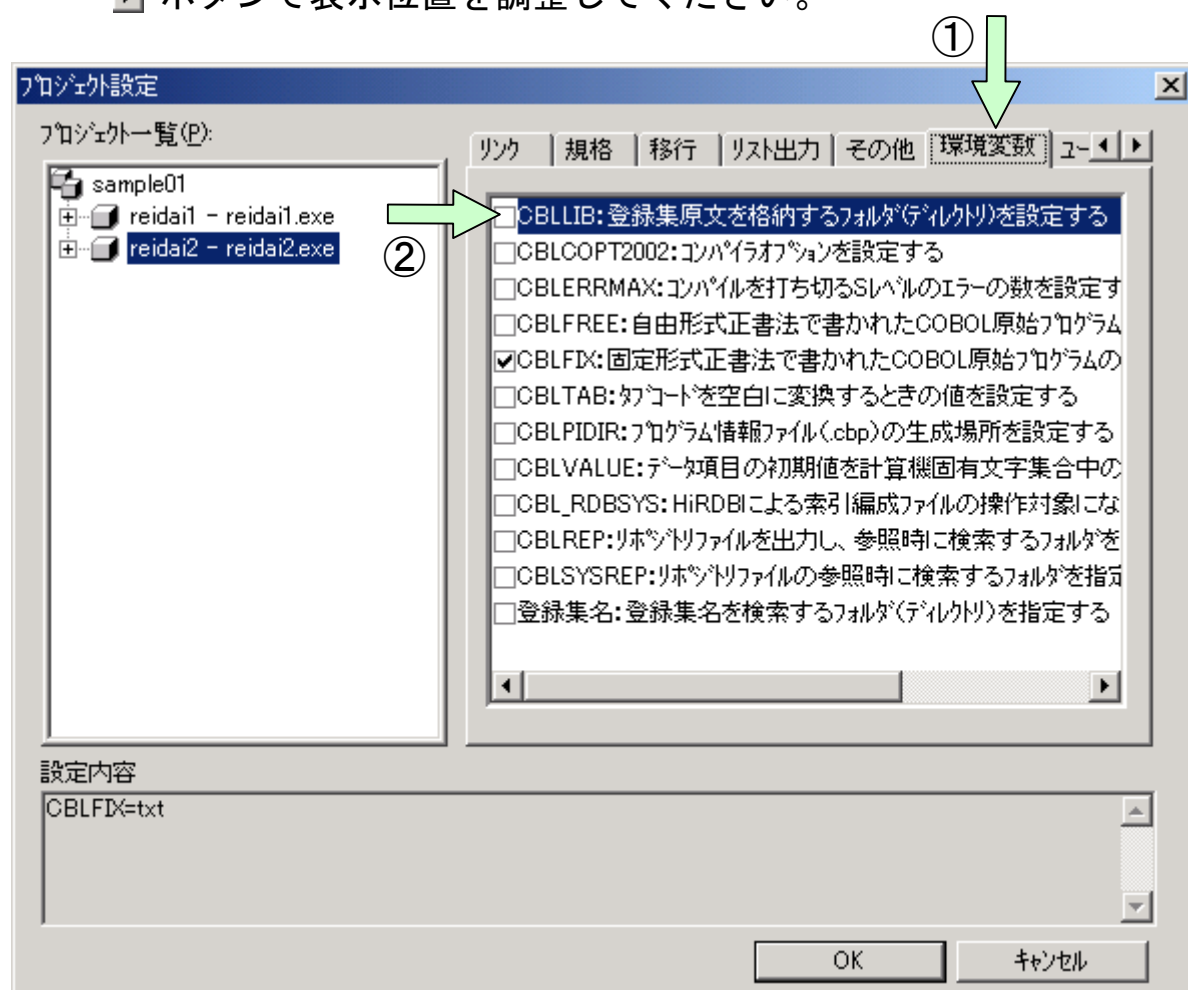 ボタンで表示位置を調整してください。
①
ﾌﾟﾛｼﾞｪｸﾄ設定
ﾌﾟﾛｼﾞｪｸﾄ一覧(P):
ﾘﾝｸ 規格 移行 ﾘｽﾄ出力 その他 環境変数 ﾕｰ
sample01
reidai1 - reidai1.exe
reidai2 - reidai2.exe
②
CBLLIB:登録集原文を格納するﾌｫﾙﾀﾞ(ﾃﾞｨﾚｸﾄﾘ)を設定する
CBLCOPT2002:ｺﾝﾊﾟｲﾗｵﾌﾟｼｮﾝを設定する
CBLERRMAX:ｺﾝﾊﾟｲﾙを打ち切るSﾚﾍﾞﾙのｴﾗｰの数を設定す
CBLFREE:自由形式正書法で書かれたCOBOL原始ﾌﾟﾛｸﾞﾗﾑ
CBLFIX:固定形式正書法で書かれたCOBOL原始ﾌﾟﾛｸﾞﾗﾑの
CBLTAB:ﾀﾌﾞｺｰﾄﾞを空白に変換するときの値を設定する
CBLPIDIR:ﾌﾟﾛｸﾞﾗﾑ情報ﾌｧｲﾙ(.cbp)の生成場所を設定する
CBLVALUE:ﾃﾞｰﾀ項目の初期値を計算機固有文字集合中の
CBL_RDBSYS:HiRDBによる索引編成ﾌｧｲﾙの操作対象にな
CBLREP:ﾘﾎﾟｼﾞﾄﾘﾌｧｲﾙを出力し、参照時に検索するﾌｫﾙﾀﾞを
CBLSYSREP:ﾘﾎﾟｼﾞﾄﾘﾌｧｲﾙの参照時に検索するﾌｫﾙﾀﾞを指定
登録集名:登録集名を検索するﾌｫﾙﾀﾞ(ﾃﾞｨﾚｸﾄﾘ)を指定する
設定内容
CBLFIX=txt
OK
ｷｬﾝｾﾙ